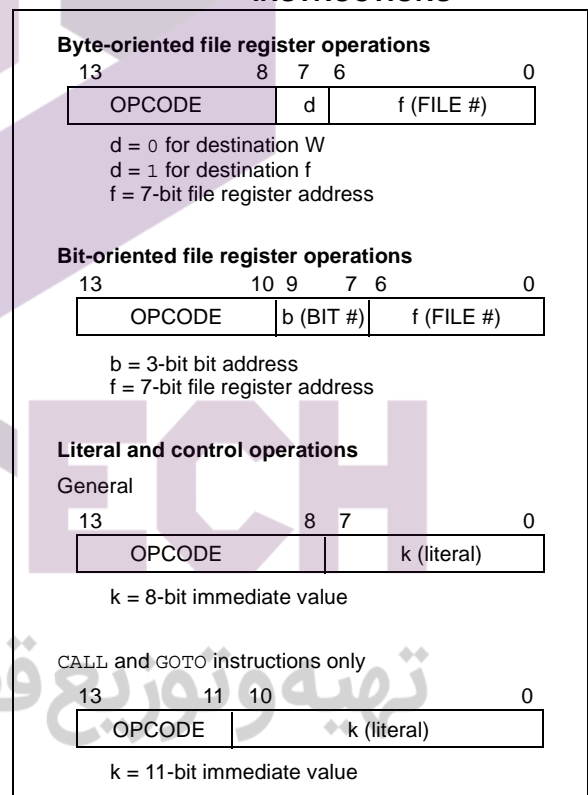 Byte-oriented file register operations
13 8 7 6 0
OPCODE d f (FILE #)
d = 0 for destination W
d = 1 for destination f
f = 7-bit file register address
Bit-oriented file register operations
13 10 9 7 6 0
OPCODE b (BIT #) f (FILE #)
b = 3-bit bit address
f = 7-bit file register address
Literal and control operations
General
13 8 7 0
OPCODE k (literal)
k = 8-bit immediate value
CALL and GOTO instructions only
13 11 10 0
OPCODE k (literal)
k = 11-bit immediate value
ECH
تهیه و توزیع